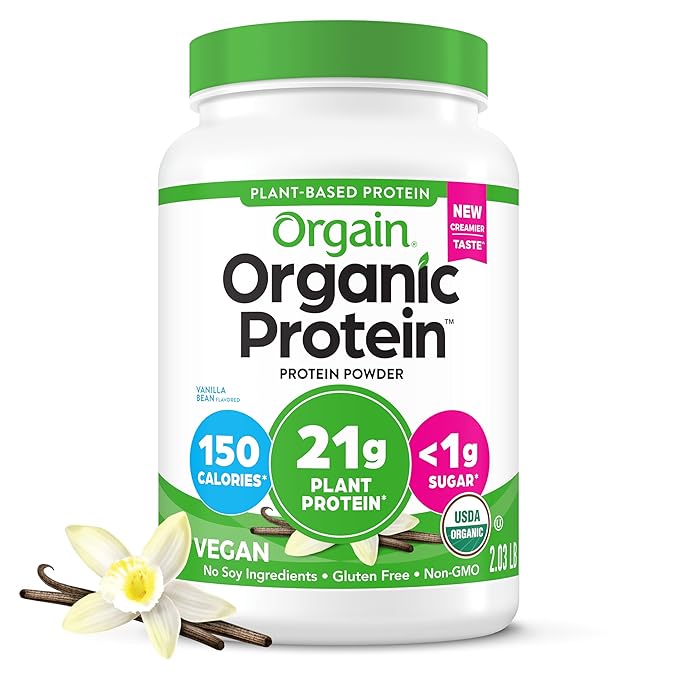 PLANT-BASED PROTEIN
Orgain®
NEW
CREAMIER
TASTE^
Organic
Protein™
PROTEIN POWDER
VANILLA
BEAN FLAVORED
150
CALORIES*
21g
PLANT
PROTEIN*
<1g
SUGAR*
USDA
ORGANIC
U
VEGAN
2.03 LB
No Soy Ingredients • Gluten Free • Non-GMO